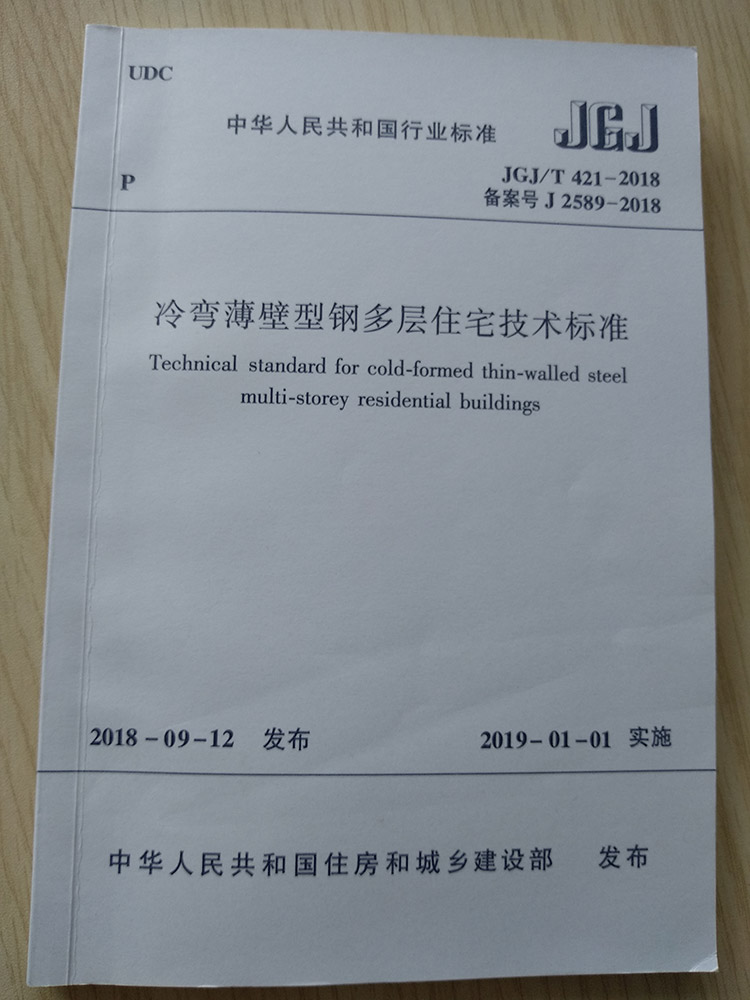 UDC
中华人民共和国行业标准
JGJ
P
JGJ/T 421-2018
备案号 J 2589-2018
冷弯薄壁型钢多层住宅技术标准
Technical standard for cold-formed thin-walled steel
multi-storey residential buildings
2018-09-12 发布
2019-01-01 实施
中华人民共和国住房和城乡建设部 发布